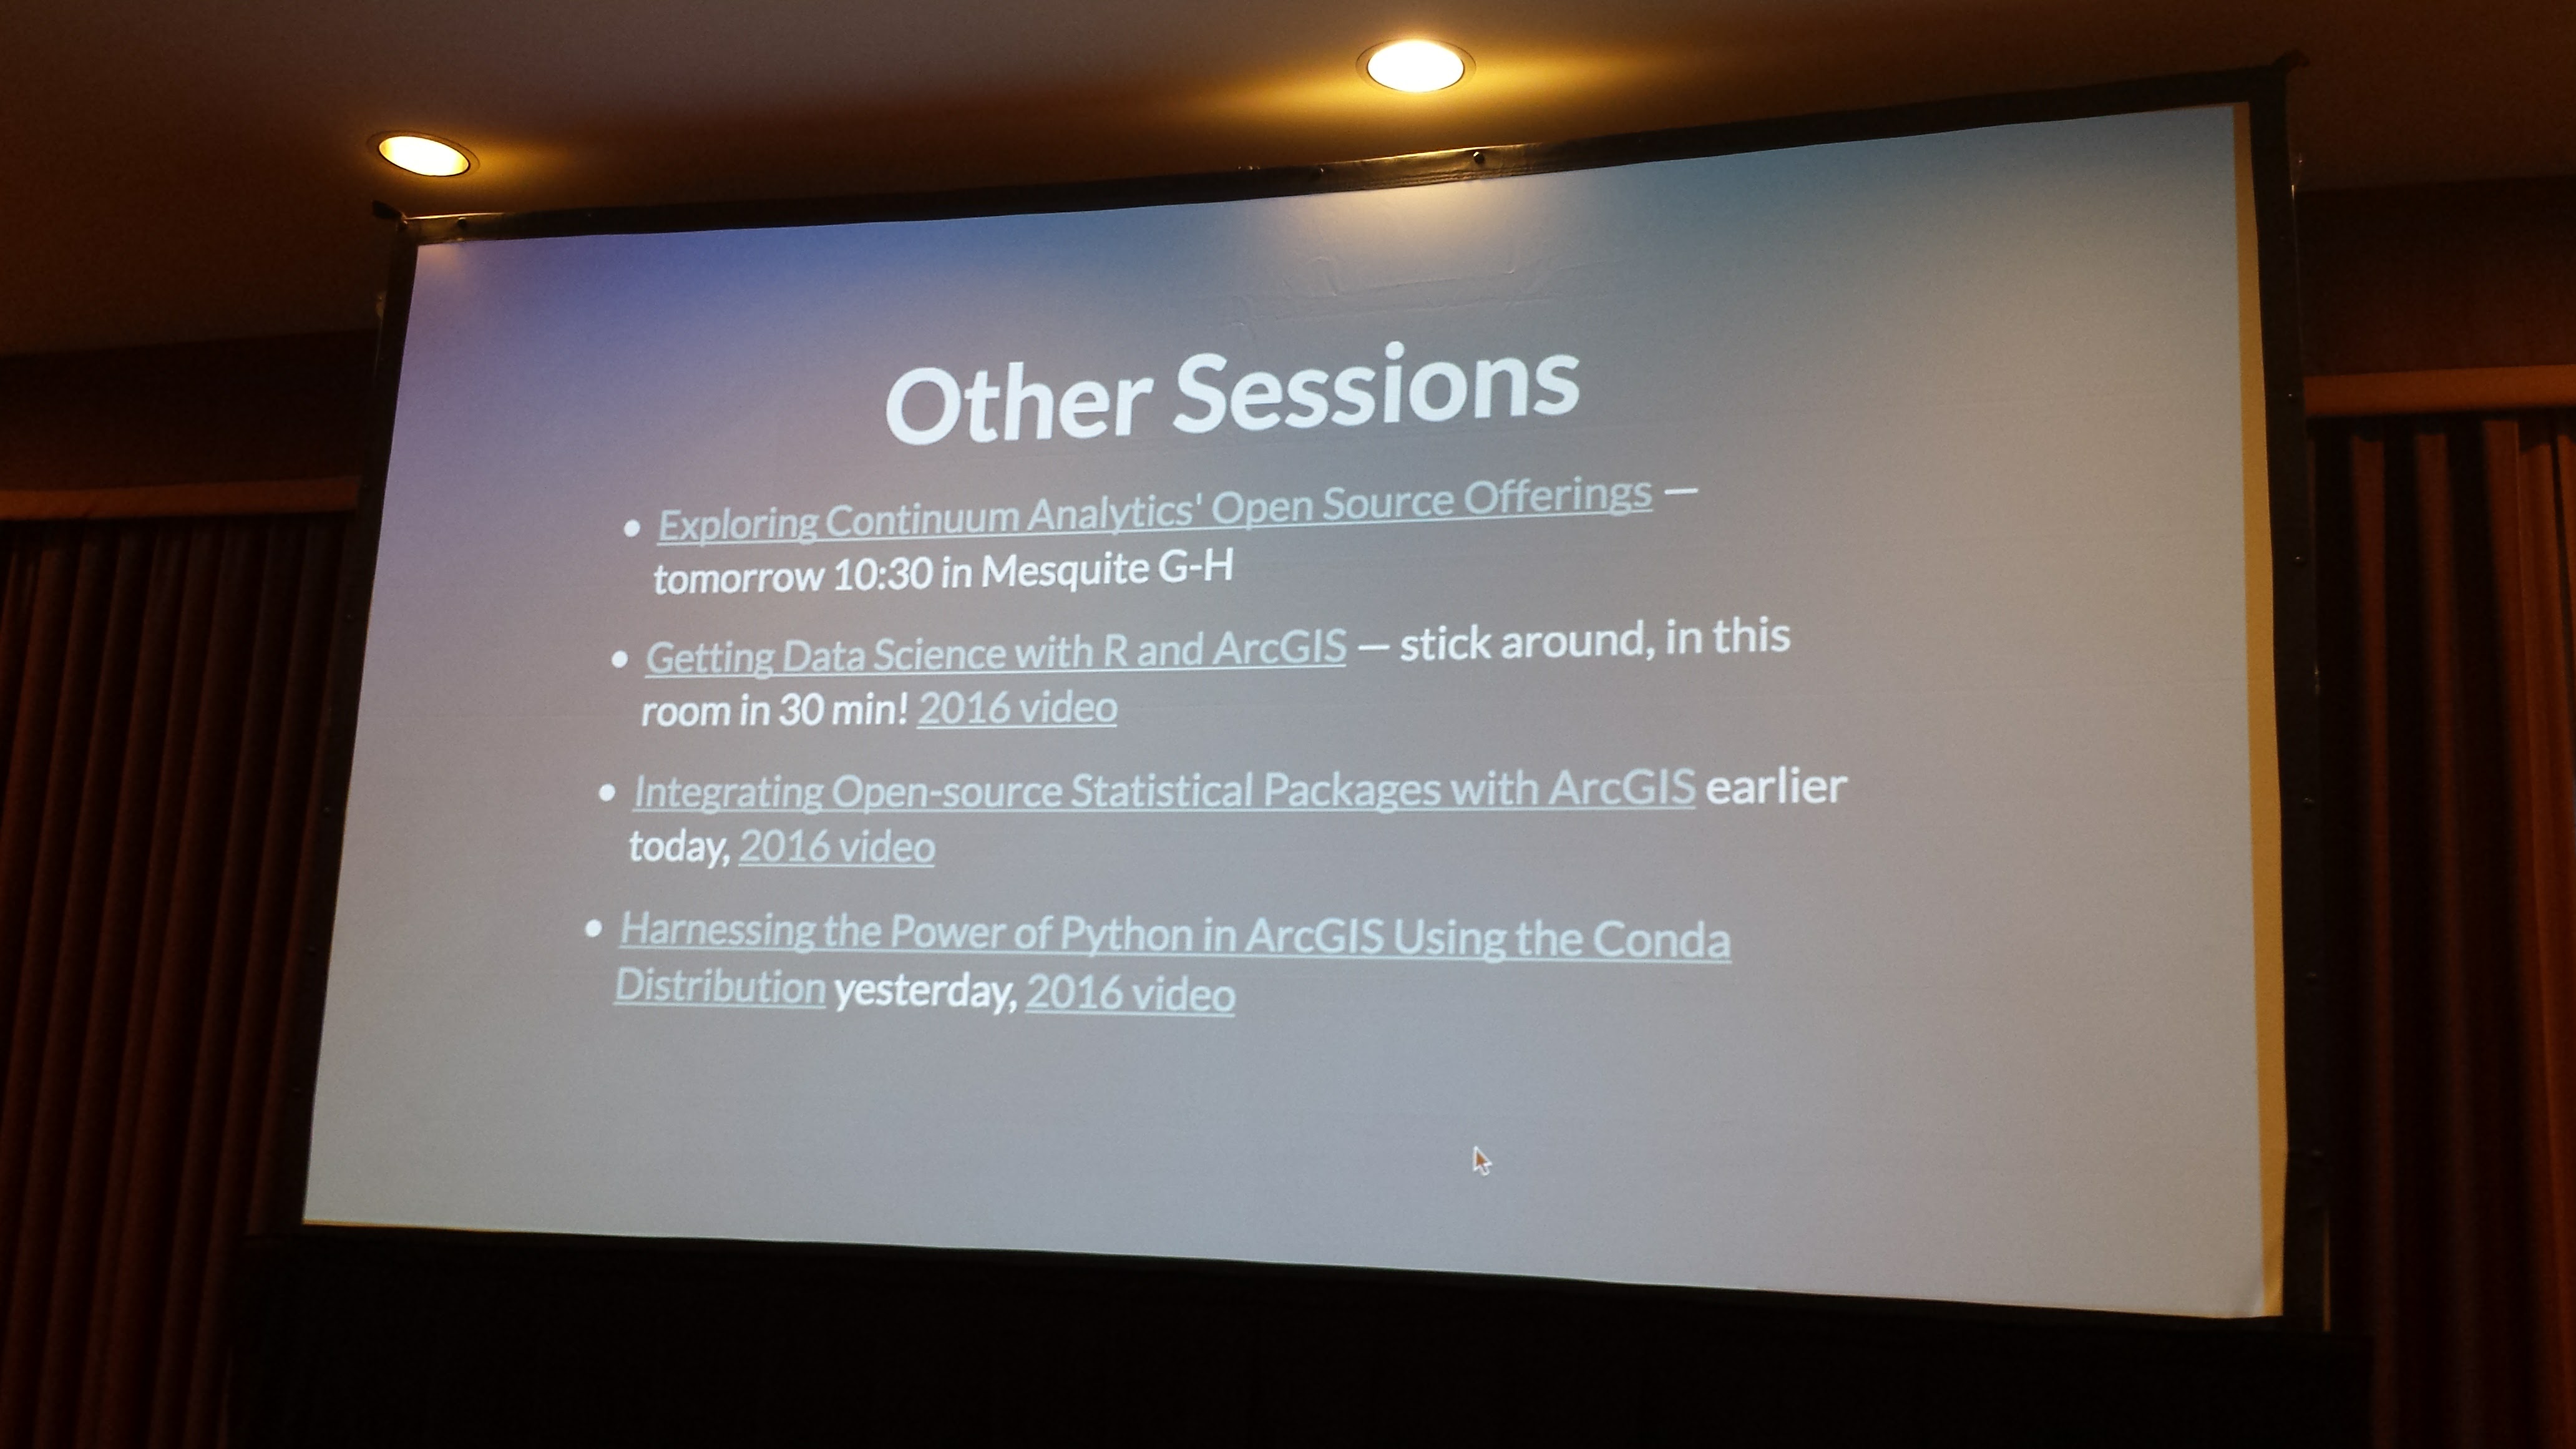 Other Sessions
• Exploring Continuum Analytics' Open Source Offerings —
tomorrow 10:30 in Mesquite G-H
• Getting Data Science with R and ArcGIS — stick around, in this
room in 30 min! 2016 video
• Integrating Open-source Statistical Packages with ArcGIS earlier
today, 2016 video
• Harnessing the Power of Python in ArcGIS Using the Conda
Distribution yesterday, 2016 video